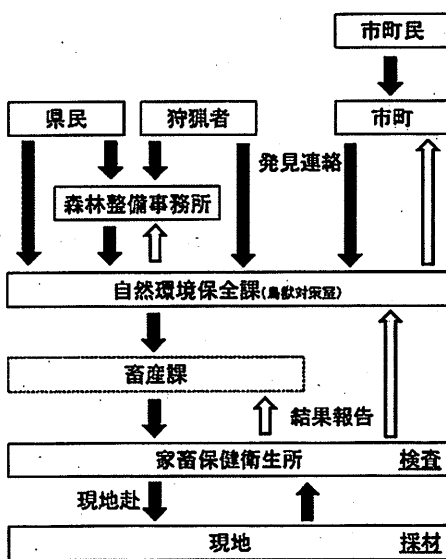 市町民
県民
狩猟者
市町
発見連絡
森林整備事務所
自然環境保全課(鳥獣対策室)
畜産課
結果報告
家畜保健衛生所 検査
現地赴
現地 採材